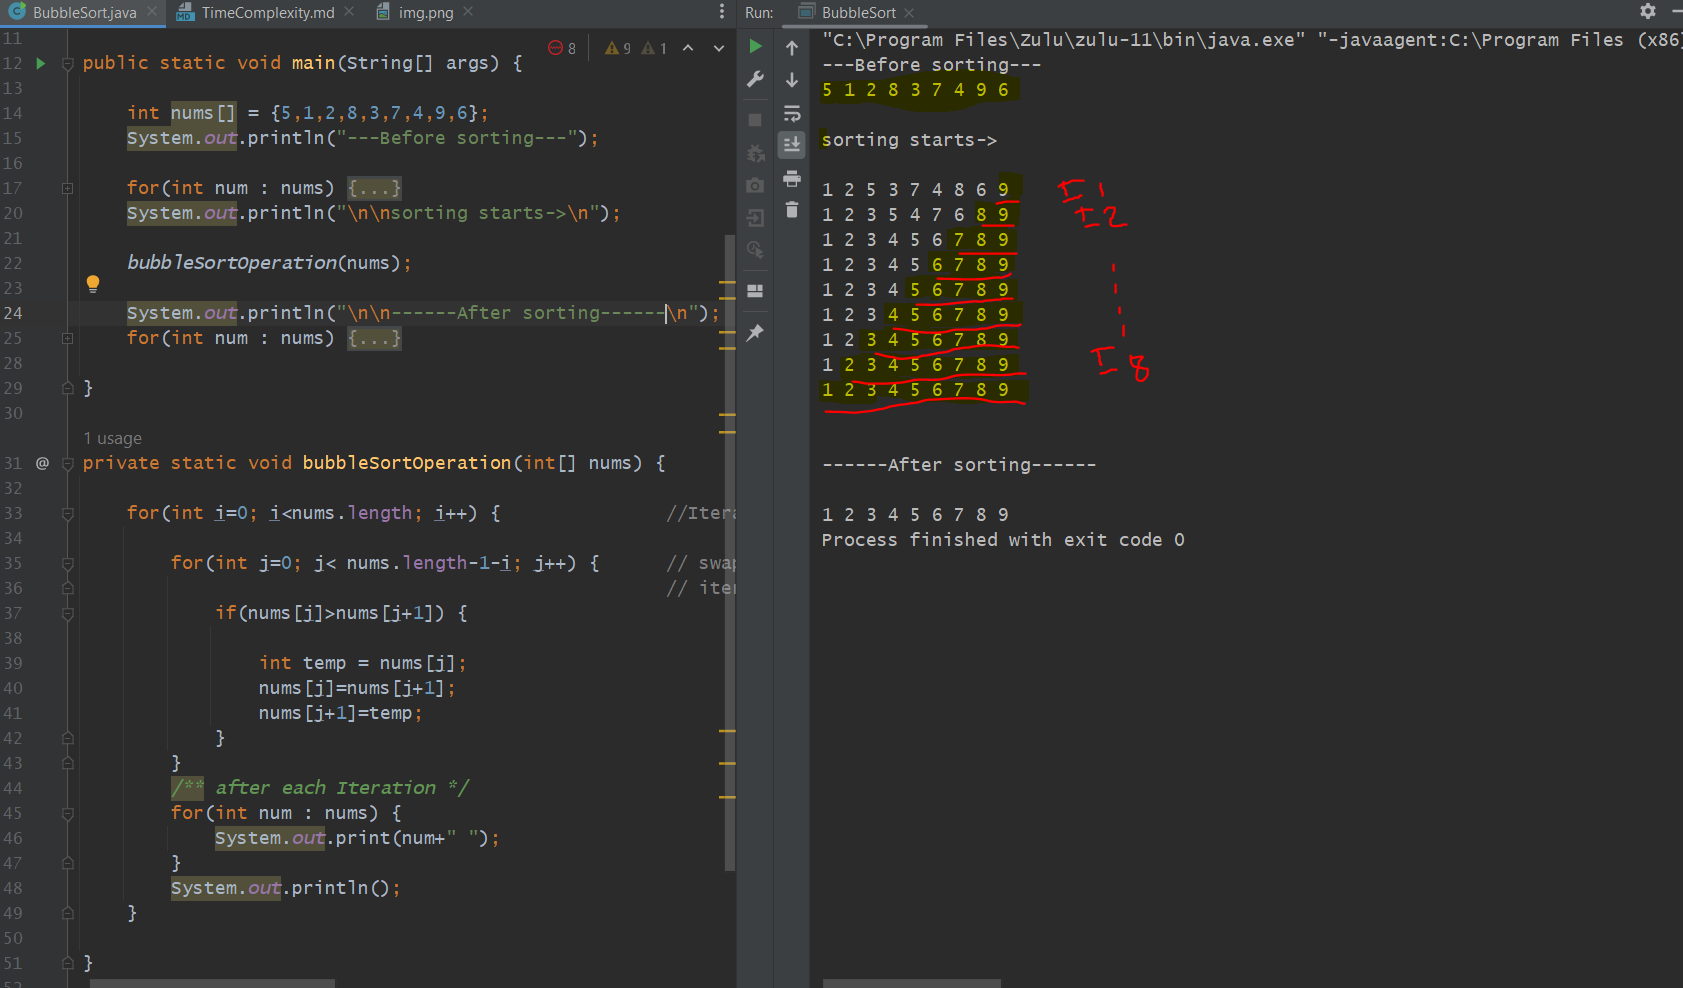 BubbleSort.java TimeComplexity.md img.png
11
12 public static void main(String[] args) { 8 9 1
13
14 int nums[] = {5,1,2,8,3,7,4,9,6};
15 System.out.println("---Before sorting---");
16
17 for(int num : nums) {...}
20 System.out.println("\n\nsorting starts->\n");
21
22 bubbleSortOperation(nums);
23
24 System.out.println("\n\n------After sorting------\n");
25 for(int num : nums) {...}
28
29 }
30
1 usage
31 @ private static void bubbleSortOperation(int[] nums) {
32
33 for(int i=0; i<nums.length; i++) { //Itera
34
35 for(int j=0; j< nums.length-1-i; j++) { // swap
36 // iter
37 if(nums[j]>nums[j+1]) {
38
39 int temp = nums[j];
40 nums[j]=nums[j+1];
41 nums[j+1]=temp;
42 }
43 }
44 /** after each Iteration */
45 for(int num : nums) {
46 System.out.print(num+" ");
47 }
48 System.out.println();
49 }
50
51 }
52
Run: BubbleSort
"C:\Program Files\Zulu\zulu-11\bin\java.exe" "-javaagent:C:\Program Files (x86)
---Before sorting---
5 1 2 8 3 7 4 9 6
sorting starts->
1 2 5 3 7 4 8 6 9 I 1
1 2 3 5 4 7 6 8 9 I 2
1 2 3 4 5 6 7 8 9
1 2 3 4 5 6 7 8 9
1 2 3 4 5 6 7 8 9
1 2 3 4 5 6 7 8 9
1 2 3 4 5 6 7 8 9
1 2 3 4 5 6 7 8 9 I 8
1 2 3 4 5 6 7 8 9
------After sorting------
1 2 3 4 5 6 7 8 9
Process finished with exit code 0